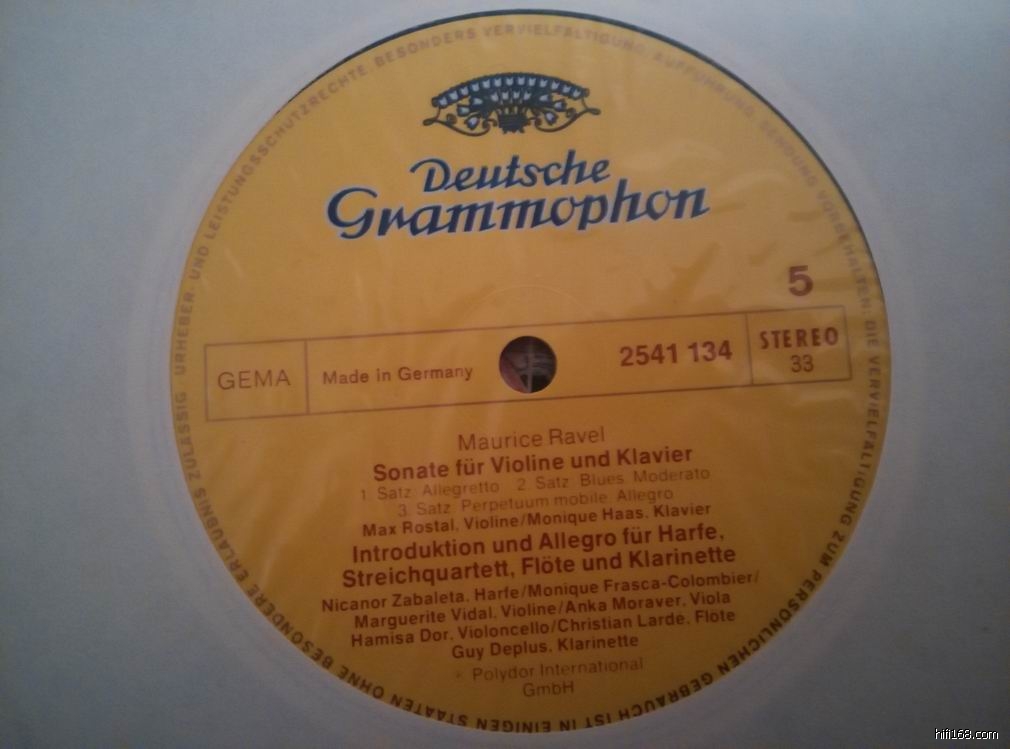 Deutsche
Grammophon
5
GEMA
Made in Germany
2541 134
STEREO
33
Maurice Ravel
Sonate für Violine und Klavier
1. Satz: Allegretto 2. Satz: Blues. Moderato
3. Satz: Perpetuum mobile. Allegro
Max Rostal, Violine/Monique Haas, Klavier
Introduktion und Allegro für Harfe,
Streichquartett, Flöte und Klarinette
Nicanor Zabaleta, Harfe/Monique Frasca-Colombier/
Marguerite Vidal, Violine/Anka Moraver, Viola
Hamisa Dor, Violoncello/Christian Larde, Flöte
Guy Deplus, Klarinette
Polydor International
GmbH
URHEBER- UND LEISTUNGSSCHUTZRECHTE, BESONDERS VERVIELFÄLTIGUNG, AUFFÜHRUNG, SENDUNG VORBEHALTEN; DIE VERVIELFÄLTIGUNG ZUM PERSÖNLICHEN GEBRAUCH IST IN EINIGEN STAATEN OHNE BESONDERE ERLAUBNIS ZULÄSSIG
hifi168.com